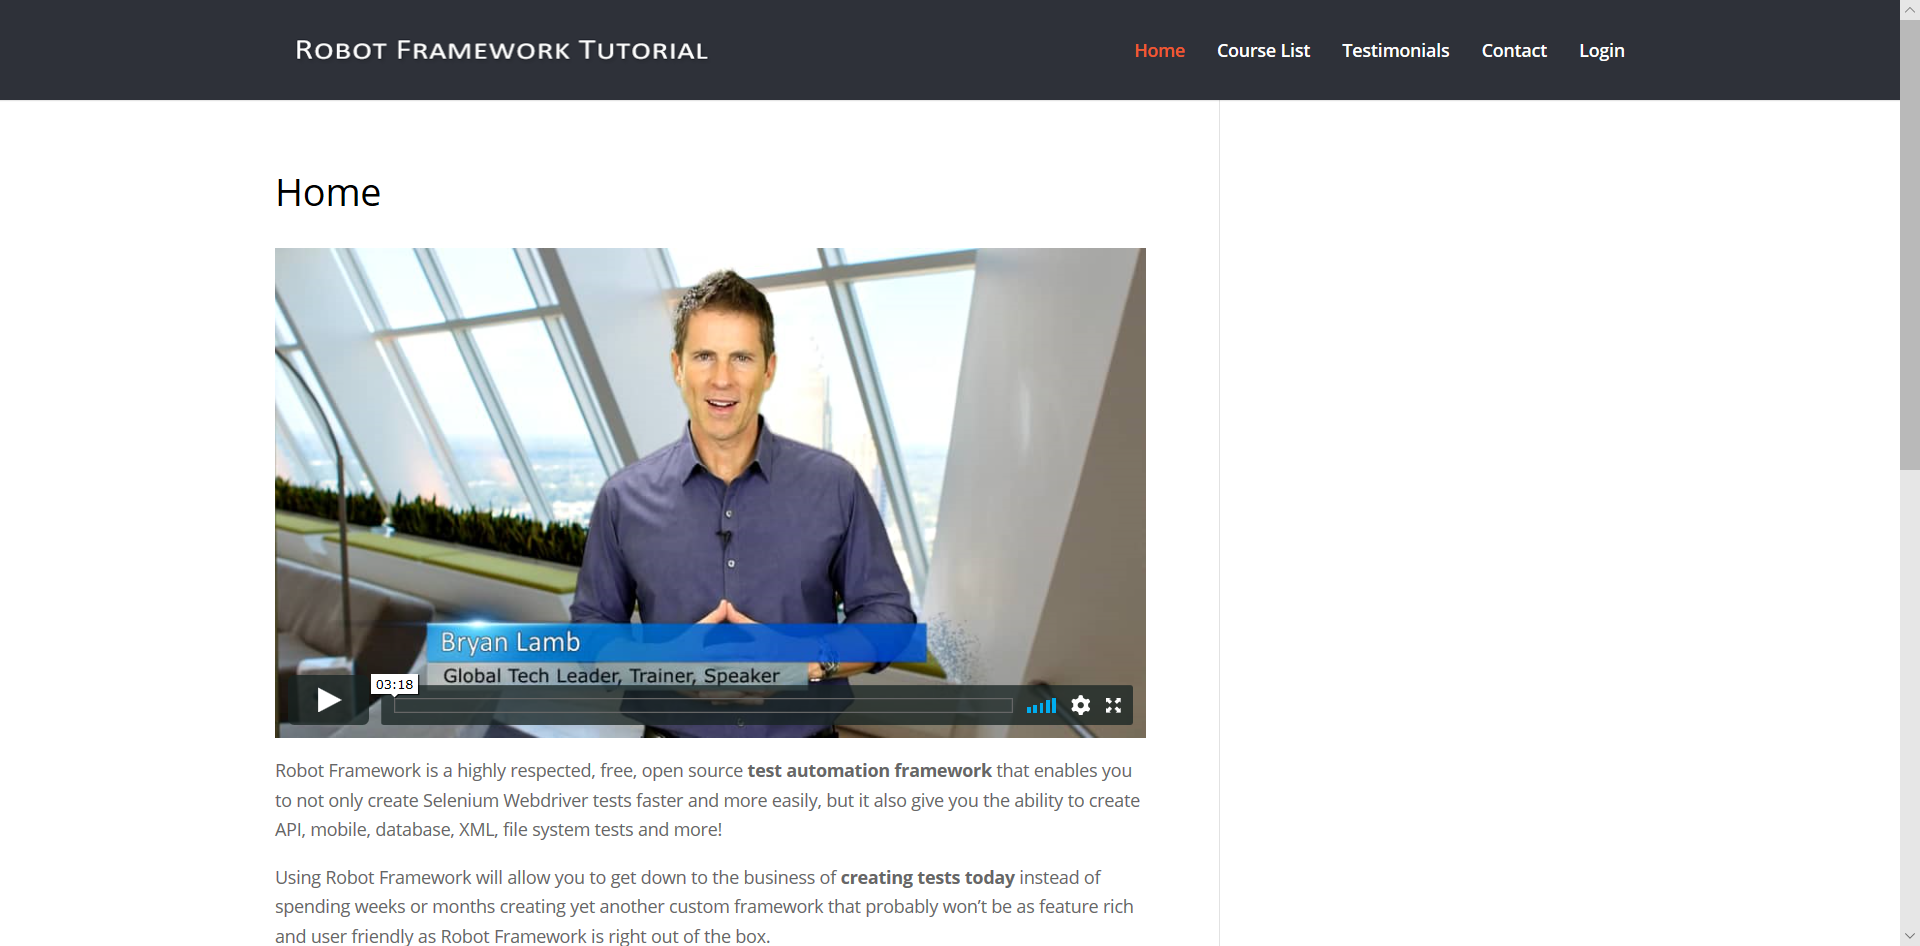 ROBOT FRAMEWORK TUTORIAL
Home
Course List
Testimonials
Contact
Login
Home
Bryan Lamb
Global Tech Leader, Trainer, Speaker
03:18
Robot Framework is a highly respected, free, open source test automation framework that enables you
to not only create Selenium Webdriver tests faster and more easily, but it also give you the ability to create
API, mobile, database, XML, file system tests and more!
Using Robot Framework will allow you to get down to the business of creating tests today instead of
spending weeks or months creating yet another custom framework that probably won’t be as feature rich
and user friendly as Robot Framework is right out of the box.